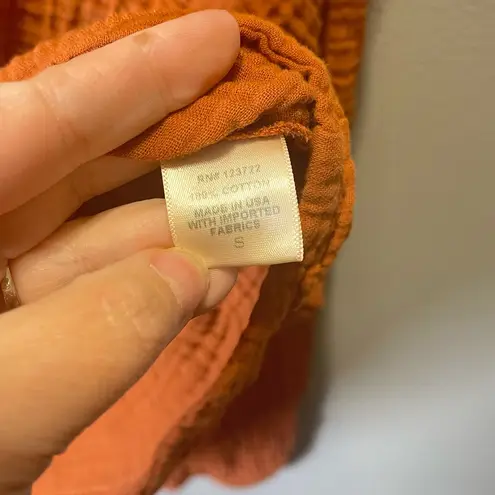 RN# 123772
100% COTTON
MADE IN USA
WITH IMPORTED
FABRICS
S